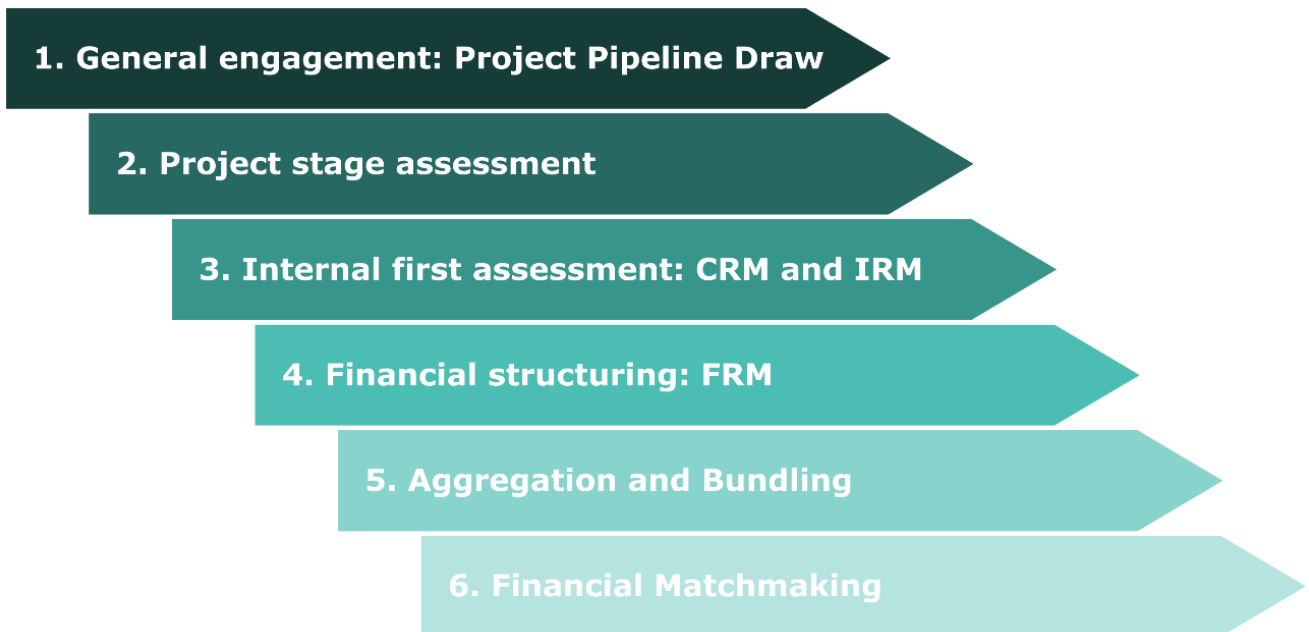 1. General engagement: Project Pipeline Draw
2. Project stage assessment
3. Internal first assessment: CRM and IRM
4. Financial structuring: FRM
5. Aggregation and Bundling
6. Financial Matchmaking